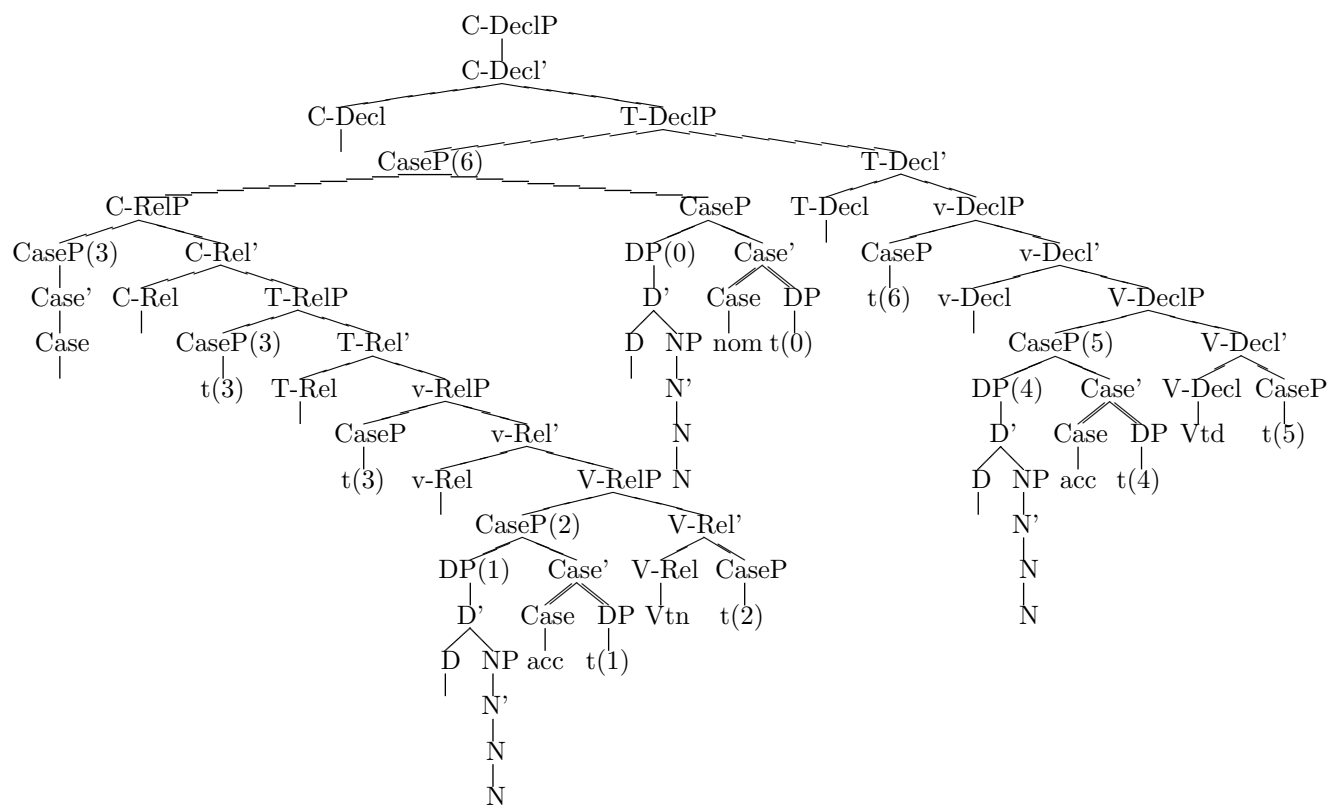 C-DeclP
C-Decl’
C-Decl T-DeclP
CaseP(6) T-Decl’
C-RelP CaseP T-Decl v-DeclP
CaseP(3) C-Rel’ DP(0) Case’ CaseP v-Decl’
Case’ C-Rel T-RelP D’ Case DP t(6) v-Decl V-DeclP
Case CaseP(3) T-Rel’ D NP nom t(0) CaseP(5) V-Decl’
t(3) T-Rel v-RelP N’ DP(4) Case’ V-Decl CaseP
CaseP v-Rel’ N D’ Case DP Vtd t(5)
t(3) v-Rel V-RelP N D NP acc t(4)
CaseP(2) V-Rel’ N’
DP(1) Case’ V-Rel CaseP N
D’ Case DP Vtn t(2) N
D NP acc t(1)
N’
N
N